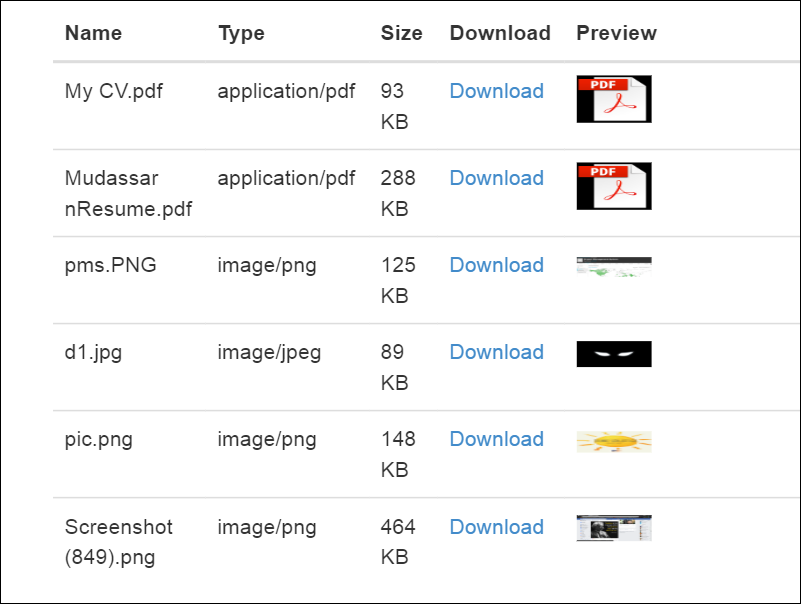 Name Type Size Download Preview
My CV.pdf application/pdf 93 Download PDF
KB
Mudassar application/pdf 288 Download PDF
nResume.pdf KB
pms.PNG image/png 125 Download
KB
d1.jpg image/jpeg 89 Download
KB
pic.png image/png 148 Download
KB
Screenshot image/png 464 Download
(849).png KB